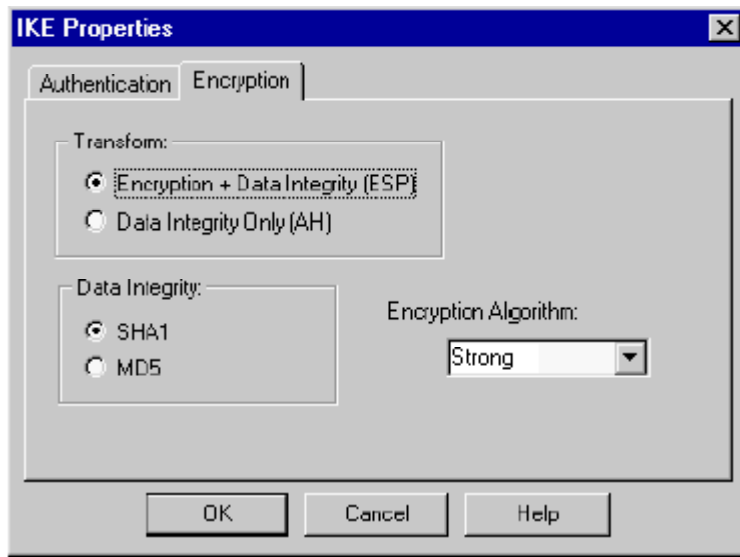 IKE Properties
Authentication
Encryption
Transform:
Encryption + Data Integrity (ESP)
Data Integrity Only (AH)
Data Integrity:
SHA1
MD5
Encryption Algorithm:
Strong
OK
Cancel
Help